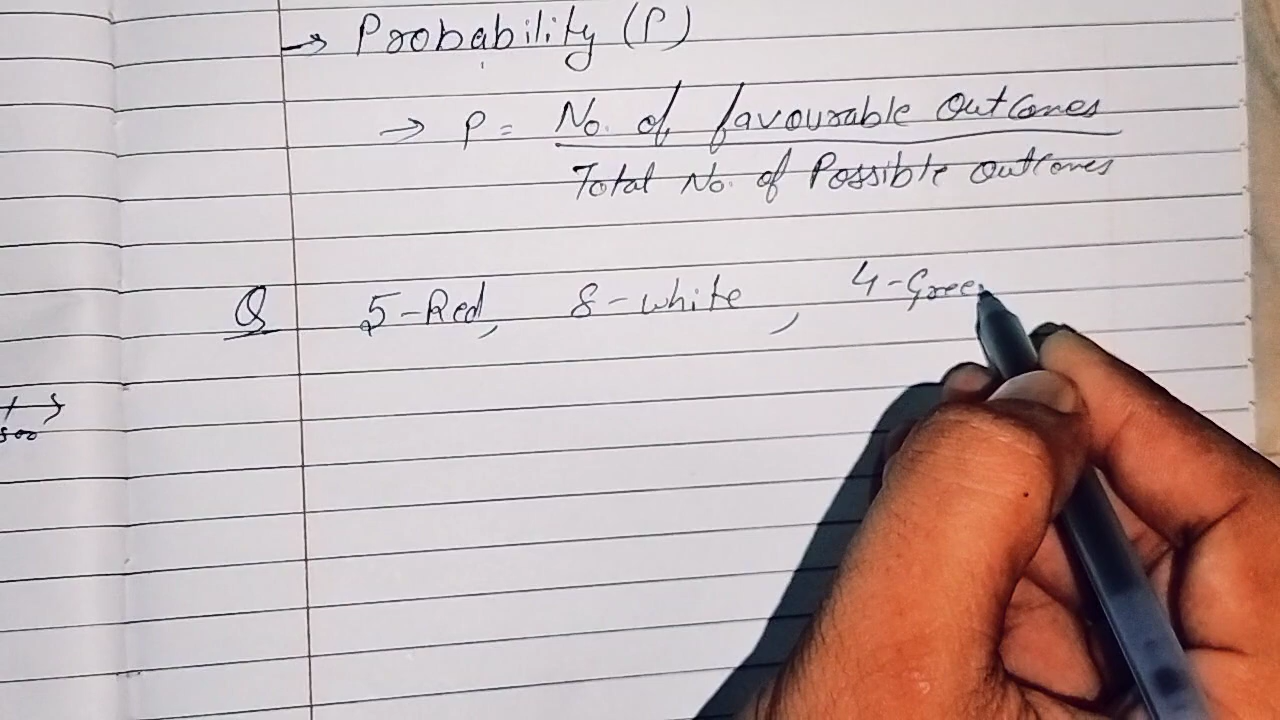 → Probability (P)
→ P = No. of favourable outcomes
Total No. of Possible outcomes
Q 5-Red, 8-white, 4-Gree